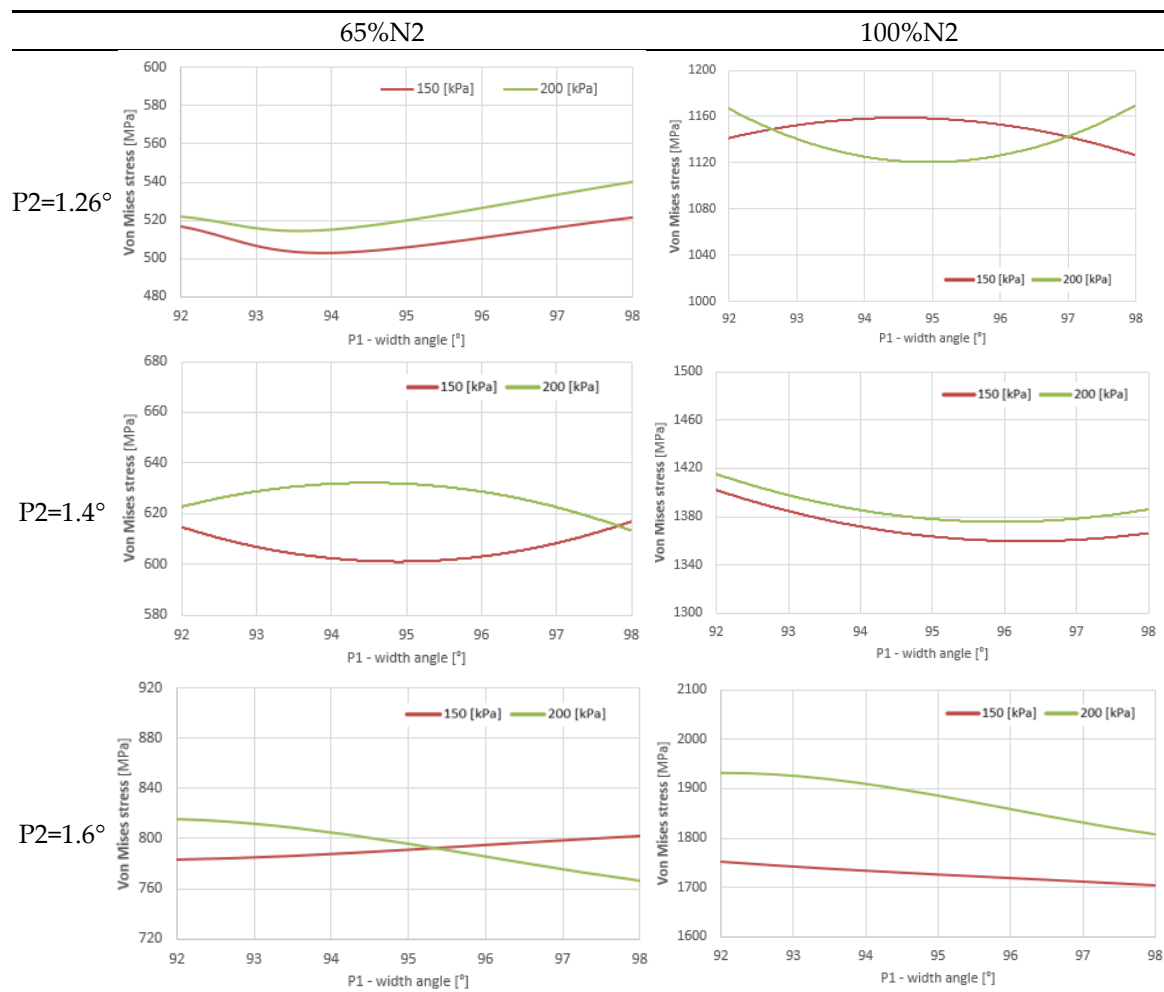 65%N2 100%N2
P2=1.26°
Von Mises stress [MPa]
600
580
560
540
520
500
480
150 [kPa] 200 [kPa]
92 93 94 95 96 97 98
P1 - width angle [°]
Von Mises stress [MPa]
1200
1160
1120
1080
1040
1000
150 [kPa] 200 [kPa]
92 93 94 95 96 97 98
P1 - width angle [°]
P2=1.4°
Von Mises stress [MPa]
680
660
640
620
600
580
150 [kPa] 200 [kPa]
92 93 94 95 96 97 98
P1 - width angle [°]
Von Mises stress [MPa]
1500
1460
1420
1380
1340
1300
150 [kPa] 200 [kPa]
92 93 94 95 96 97 98
P1 - width angle [°]
P2=1.6°
Von Mises stress [MPa]
920
880
840
800
760
720
150 [kPa] 200 [kPa]
92 93 94 95 96 97 98
P1 - width angle [°]
Von Mises stress [MPa]
2100
2000
1900
1800
1700
1600
150 [kPa] 200 [kPa]
92 93 94 95 96 97 98
P1 - width angle [°]